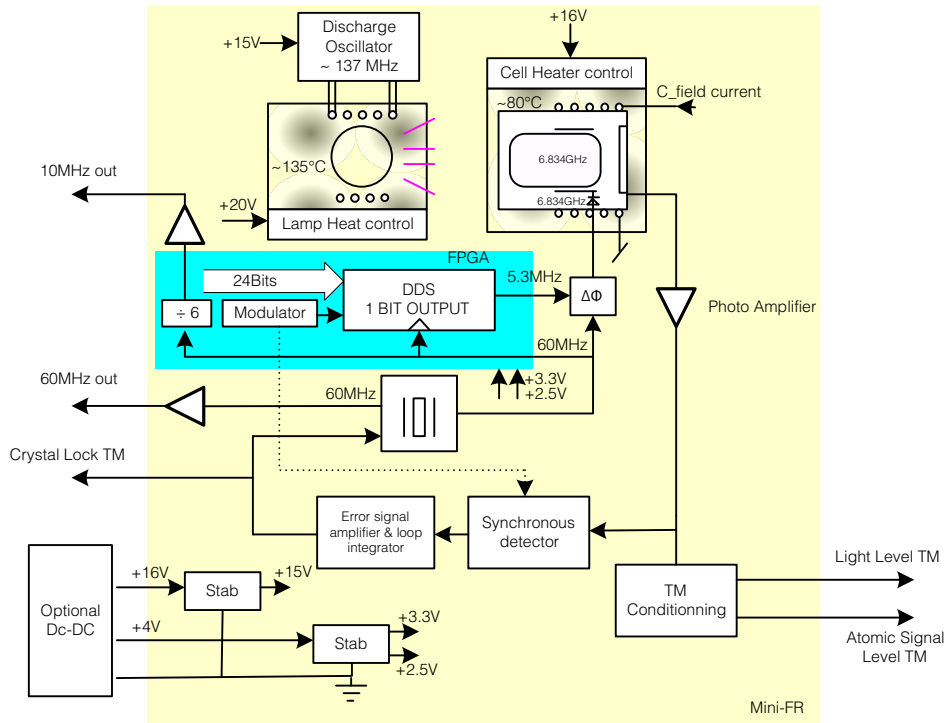 +16V
Discharge
Oscillator
~ 137 MHz
+15V
Cell Heater control
~80°C
C_field current
6.834GHz
6.834GHz
~135°C
10MHz out
+20V
Lamp Heat control
FPGA
24Bits
DDS
1 BIT OUTPUT
5.3MHz
ΔΦ
Photo Amplifier
÷ 6
Modulator
60MHz
+3.3V
+2.5V
60MHz out
60MHz
Crystal Lock TM
Error signal
amplifier & loop
integrator
Synchronous
detector
Light Level TM
+16V
+15V
Stab
TM
Conditionning
Optional
Dc-DC
+4V
+3.3V
Stab
+2.5V
Atomic Signal
Level TM
Mini-FR